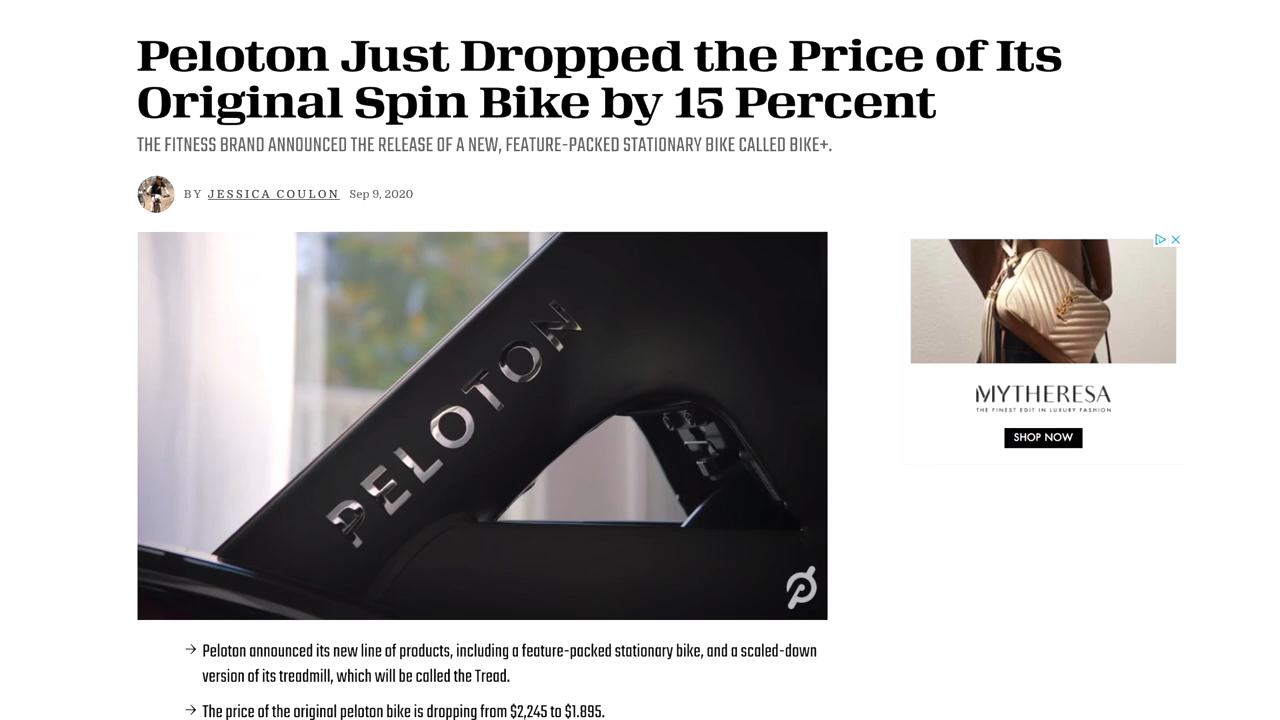 Peloton Just Dropped the Price of Its
Original Spin Bike by 15 Percent
THE FITNESS BRAND ANNOUNCED THE RELEASE OF A NEW, FEATURE-PACKED STATIONARY BIKE CALLED BIKE+.
BY JESSICA COULON Sep 9, 2020
PELOTON
MYTHERESA
THE FINEST EDIT IN LUXURY FASHION
SHOP NOW
→ Peloton announced its new line of products, including a feature-packed stationary bike, and a scaled-down
version of its treadmill, which will be called the Tread.
→ The price of the original peloton bike is dropping from $2,245 to $1.895.